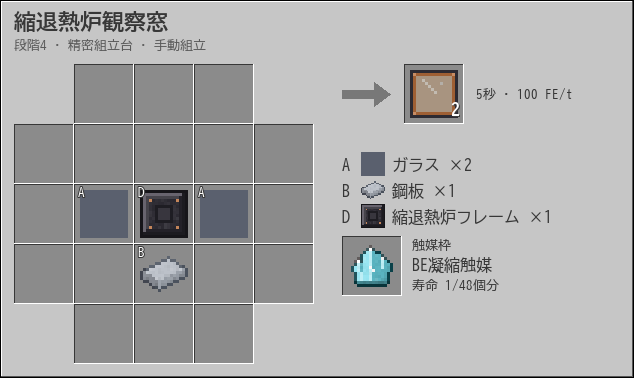 縮退熱炉観察窓
段階4 · 精密組立台 · 手動組立
2
5秒 · 100 FE/t
A ガラス ×2
B 鋼板 ×1
D 縮退熱炉フレーム ×1
A
D
A
B
触媒枠
BE凝縮触媒
寿命 1/48個分